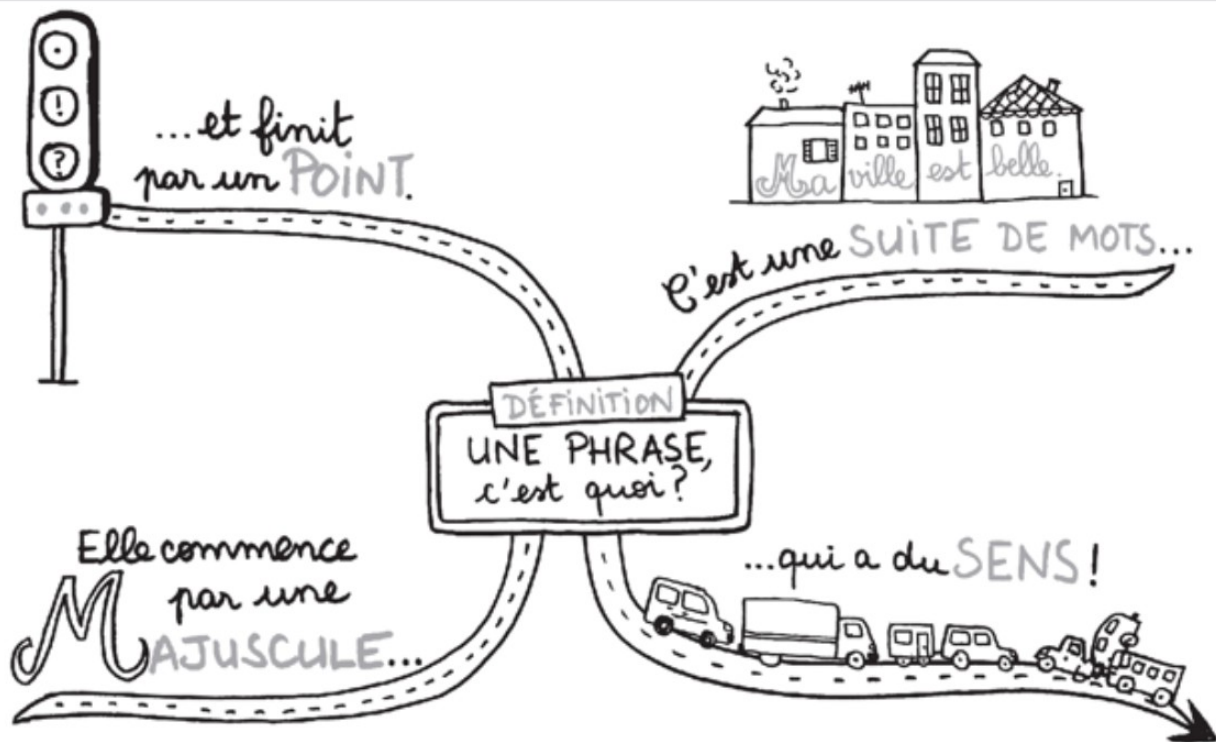 DÉFINITION
UNE PHRASE,
c'est quoi?
C'est une SUITE DE MOTS...
Ma ville est belle.
...qui a du SENS!
Elle commence
par une
MAJUSCULE...
...et finit
par un POINT.
.
!
?
...